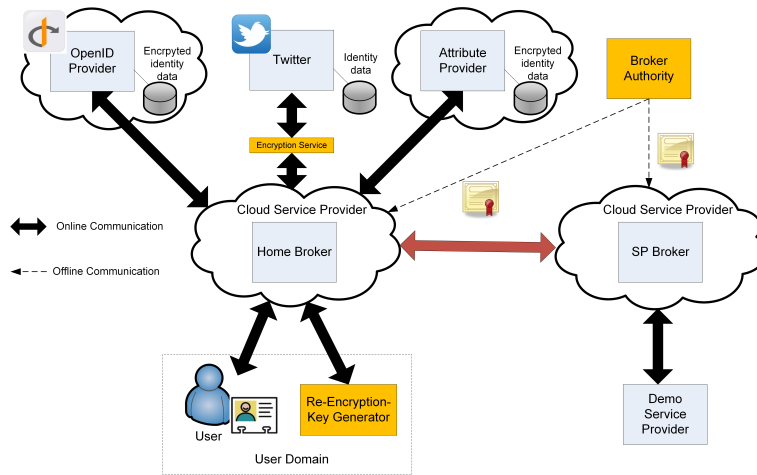 OpenID
Provider
Encrpyted
identity
data
Twitter
Identity
data
Attribute
Provider
Encrpyted
identity
data
Broker
Authority
Encryption Service
Cloud Service Provider
Home Broker
Cloud Service Provider
SP Broker
Online Communication
Offline Communication
User
Re-Encryption-
Key Generator
User Domain
Demo
Service
Provider